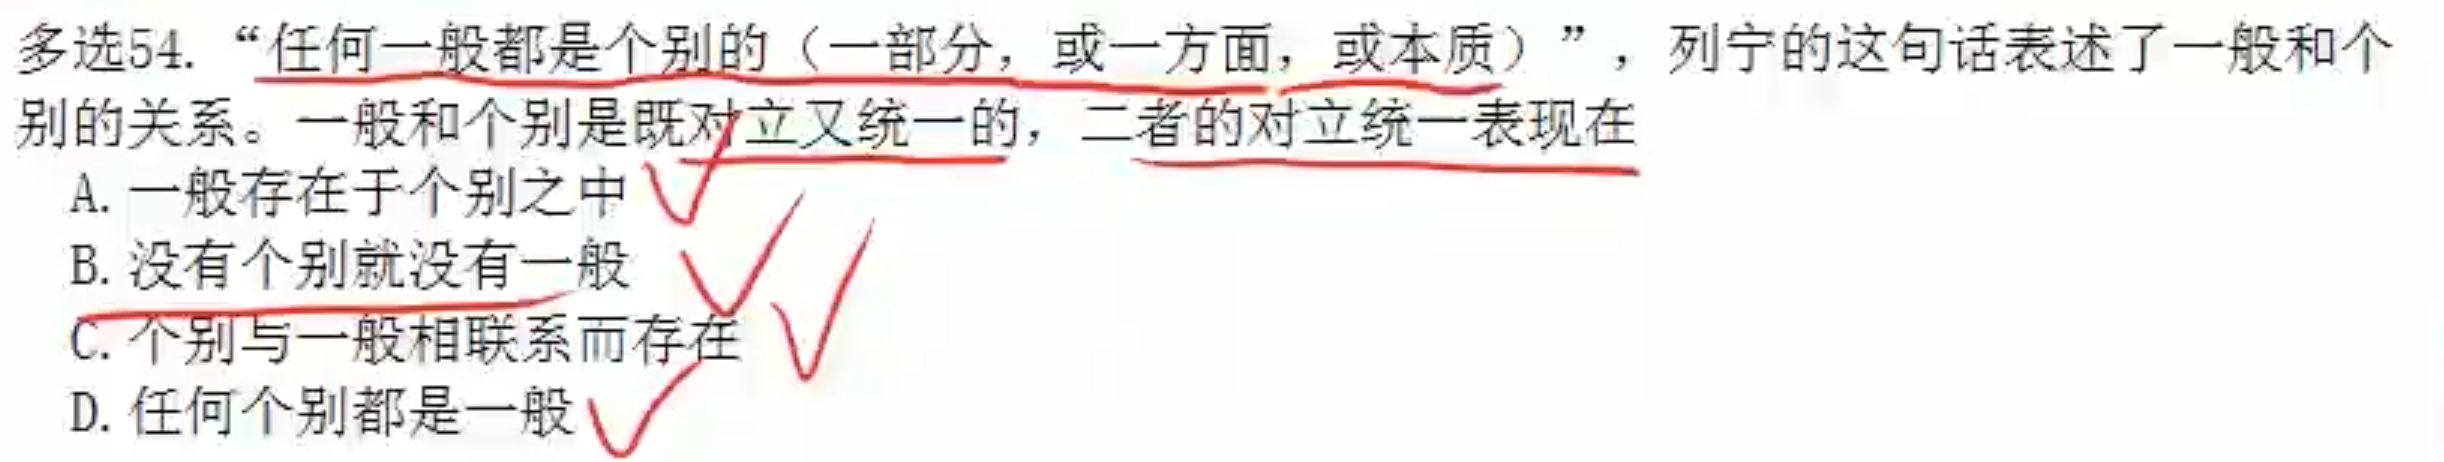 多选54. “任何一般都是个别的（一部分，或一方面，或本质）”，列宁的这句话表述了一般和个
别的关系。一般和个别是既对立又统一的，二者的对立统一表现在
A. 一般存在于个别之中
B. 没有个别就没有一般
C. 个别与一般相联系而存在
D. 任何个别都是一般